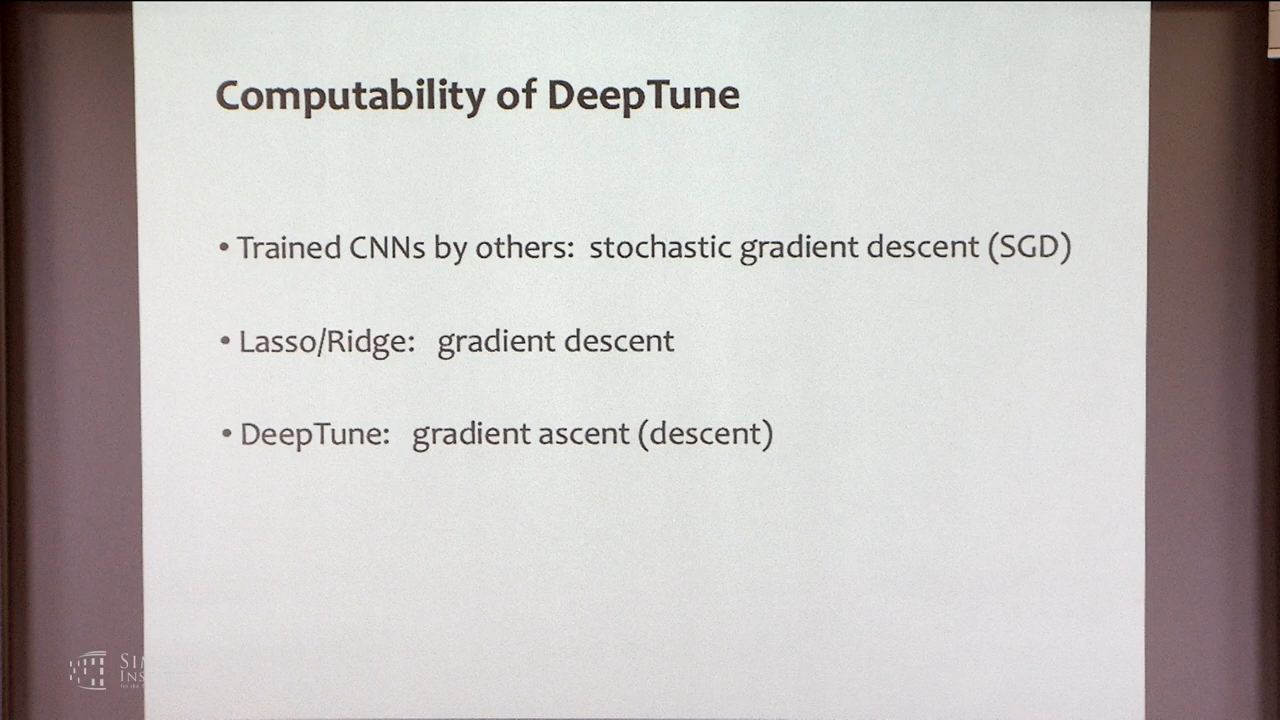 Computability of DeepTune
• Trained CNNs by others: stochastic gradient descent (SGD)
• Lasso/Ridge: gradient descent
• DeepTune: gradient ascent (descent)